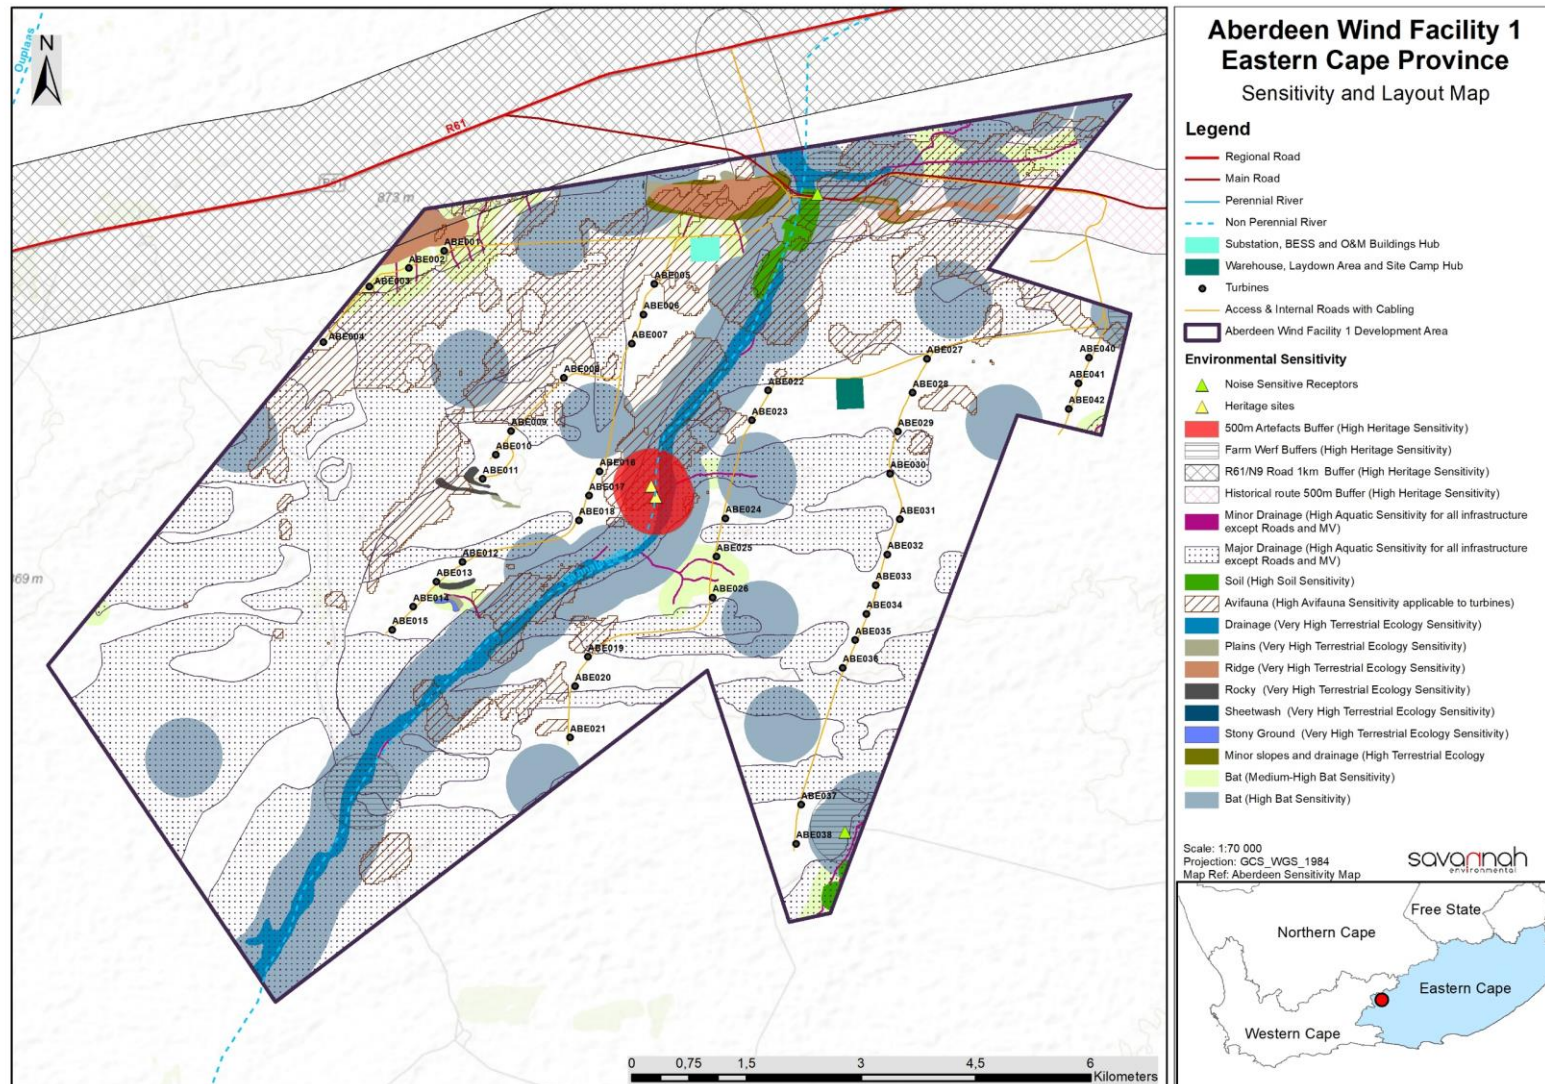 Ouplaas
N
R61
R61
873 m
869 m
ABE001
ABE002
ABE003
ABE004
ABE005
ABE006
ABE007
ABE008
ABE009
ABE010
ABE011
ABE016
ABE017
ABE018
ABE012
ABE013
ABE014
ABE015
ABE019
ABE020
ABE021
ABE022
ABE023
ABE024
ABE025
ABE026
ABE027
ABE028
ABE029
ABE030
ABE031
ABE032
ABE033
ABE034
ABE035
ABE036
ABE037
ABE038
ABE040
ABE041
ABE042
0 0,75 1,5 3 4,5 6
Kilometers
Aberdeen Wind Facility 1
Eastern Cape Province
Sensitivity and Layout Map
Legend
Regional Road
Main Road
Perennial River
Non Perennial River
Substation, BESS and O&M Buildings Hub
Warehouse, Laydown Area and Site Camp Hub
Turbines
Access & Internal Roads with Cabling
Aberdeen Wind Facility 1 Development Area
Environmental Sensitivity
Noise Sensitive Receptors
Heritage sites
500m Artefacts Buffer (High Heritage Sensitivity)
Farm Werf Buffers (High Heritage Sensitivity)
R61/N9 Road 1km Buffer (High Heritage Sensitivity)
Historical route 500m Buffer (High Heritage Sensitivity)
Minor Drainage (High Aquatic Sensitivity for all infrastructure
except Roads and MV)
Major Drainage (High Aquatic Sensitivity for all infrastructure
except Roads and MV)
Soil (High Soil Sensitivity)
Avifauna (High Avifauna Sensitivity applicable to turbines)
Drainage (Very High Terrestrial Ecology Sensitivity)
Plains (Very High Terrestrial Ecology Sensitivity)
Ridge (Very High Terrestrial Ecology Sensitivity)
Rocky (Very High Terrestrial Ecology Sensitivity)
Sheetwash (Very High Terrestrial Ecology Sensitivity)
Stony Ground (Very High Terrestrial Ecology Sensitivity)
Minor slopes and drainage (High Terrestrial Ecology
Bat (Medium-High Bat Sensitivity)
Bat (High Bat Sensitivity)
Scale: 1:70 000
Projection: GCS_WGS_1984
Map Ref: Aberdeen Sensitivity Map
savannah
environmental
Free State
Northern Cape
Eastern Cape
Western Cape